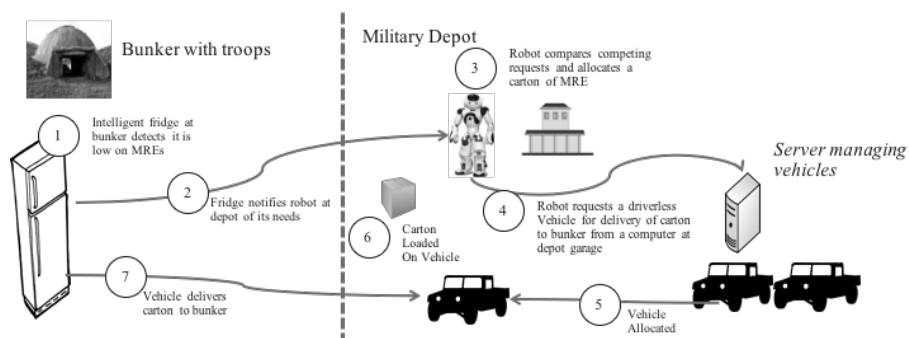 Bunker with troops
Military Depot
1
Intelligent fridge at
bunker detects it is
low on MREs
2
Fridge notifies robot at
depot of its needs
3
Robot compares competing
requests and allocates a
carton of MRE
Server managing
vehicles
4
Robot requests a driverless
Vehicle for delivery of carton
to bunker from a computer at
depot garage
6
Carton
Loaded
On Vehicle
7
Vehicle delivers
carton to bunker
5
Vehicle
Allocated